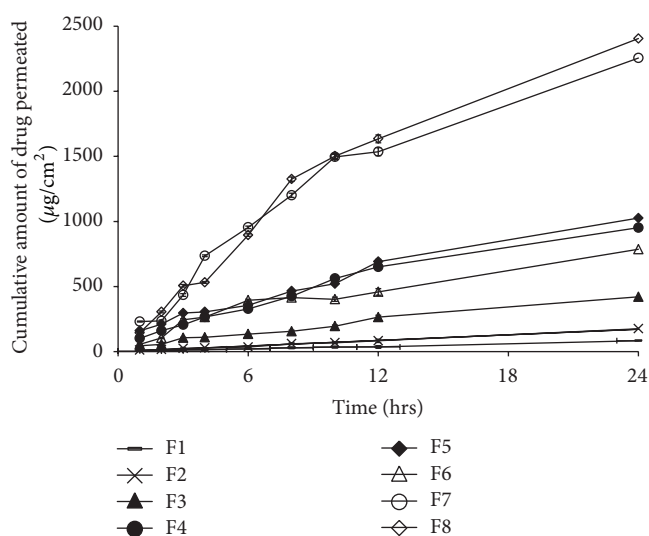 Cumulative amount of drug permeated
(μg/cm²)
2500
2000
1500
1000
500
0
0
6
12
18
24
Time (hrs)
F1
F2
F3
F4
F5
F6
F7
F8